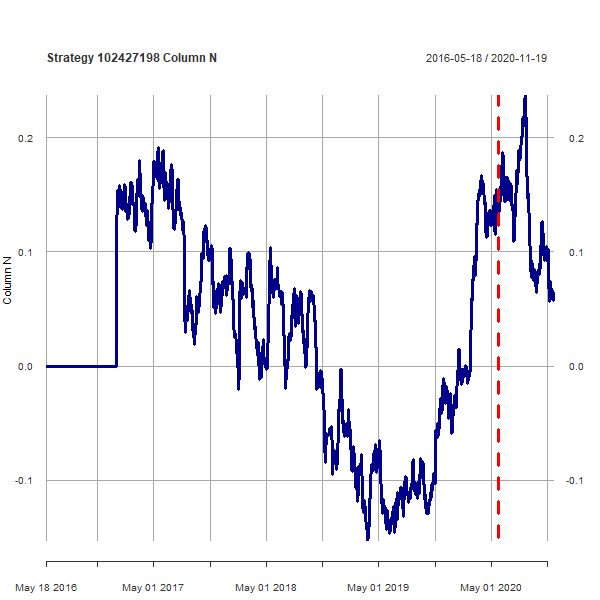 Strategy 102427198 Column N
2016-05-18 / 2020-11-19
Column N
0.2
0.1
0.0
-0.1
0.2
0.1
0.0
-0.1
May 18 2016
May 01 2017
May 01 2018
May 01 2019
May 01 2020